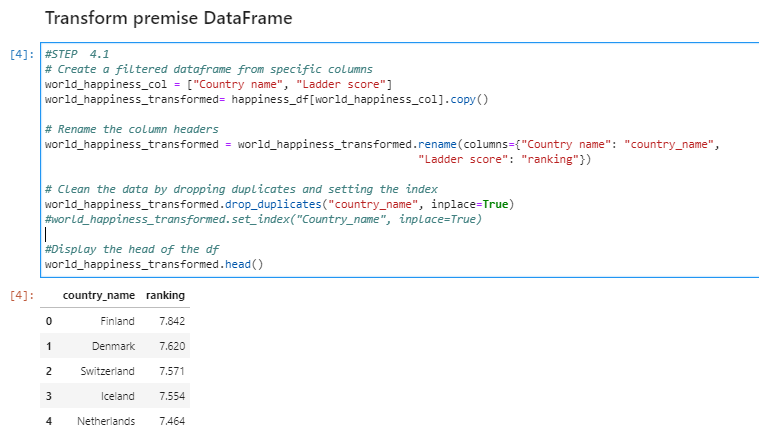 Transform premise DataFrame
[4]: #STEP  4.1
# Create a filtered dataframe from specific columns
world_happiness_col = ["Country name", "Ladder score"]
world_happiness_transformed= happiness_df[world_happiness_col].copy()
# Rename the column headers
world_happiness_transformed = world_happiness_transformed.rename(columns={"Country name": "country_name",
"Ladder score": "ranking"})
# Clean the data by dropping duplicates and setting the index
world_happiness_transformed.drop_duplicates("country_name", inplace=True)
#world_happiness_transformed.set_index("Country_name", inplace=True)
#Display the head of the df
world_happiness_transformed.head()
[4]: country_name ranking
0 Finland 7.842
1 Denmark 7.620
2 Switzerland 7.571
3 Iceland 7.554
4 Netherlands 7.464